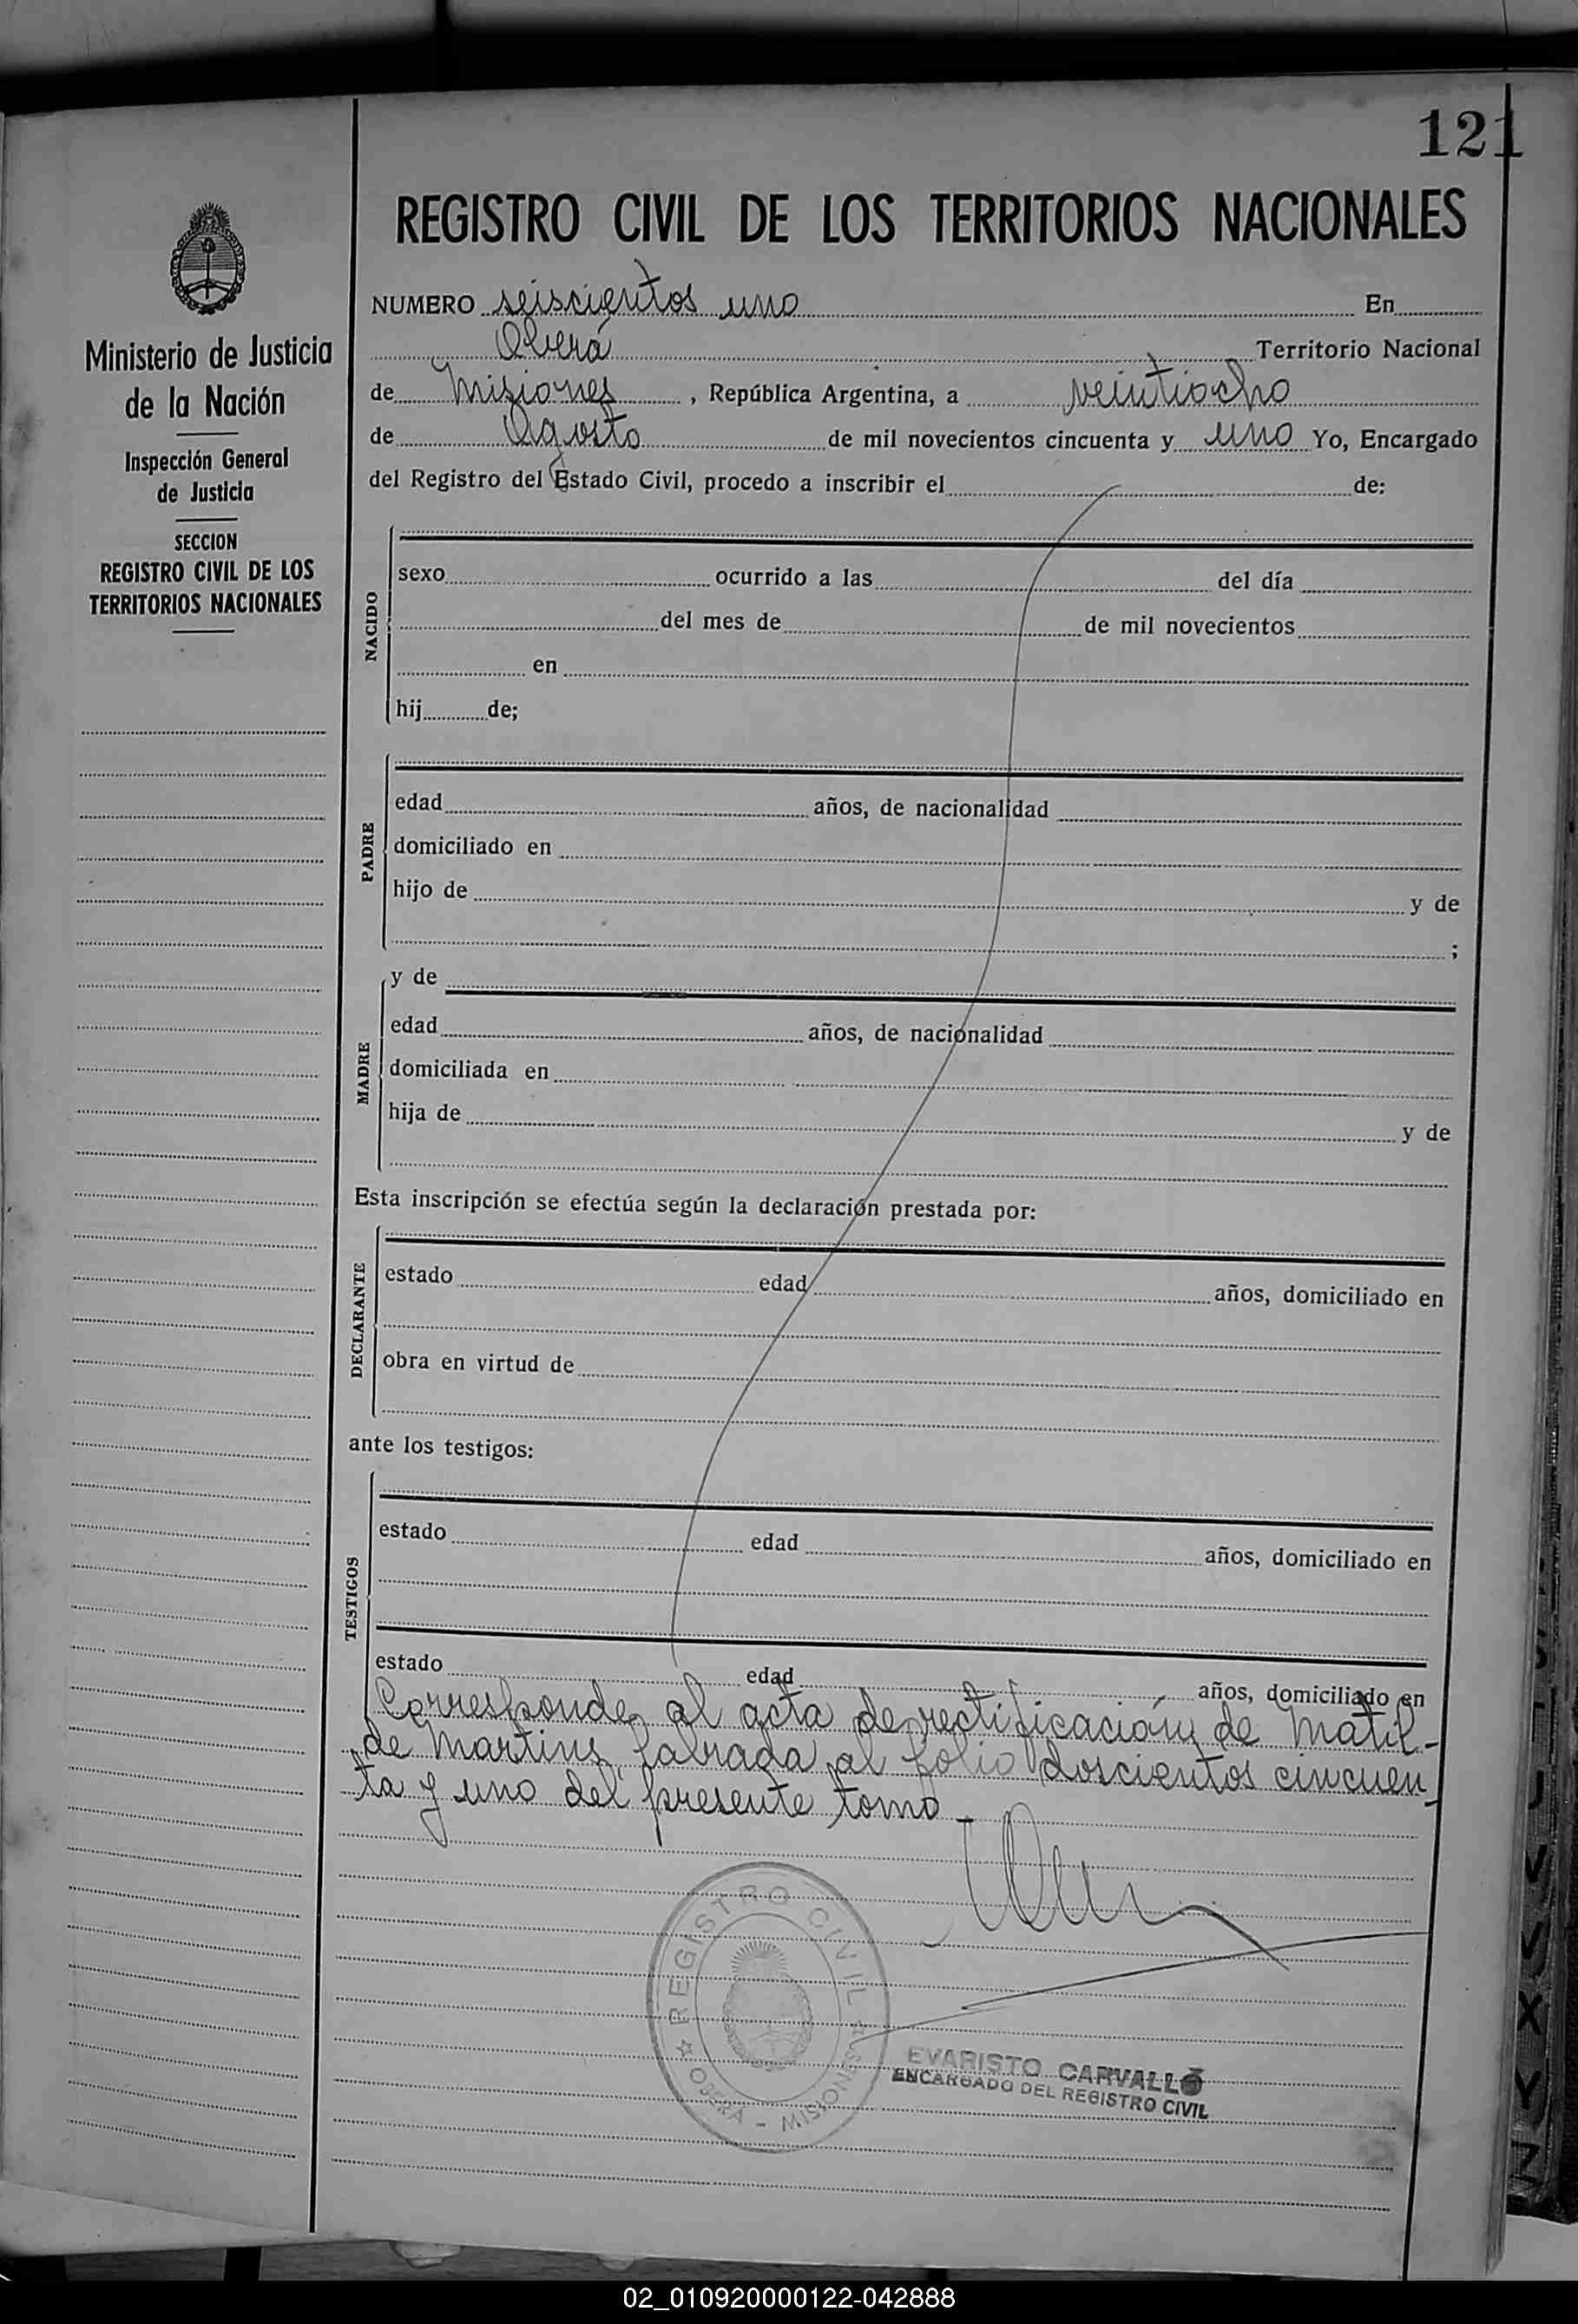 121
REGISTRO CIVIL DE LOS TERRITORIOS NACIONALES
Ministerio de Justicia
de la Nación
Inspección General
de Justicia
SECCION
REGISTRO CIVIL DE LOS
TERRITORIOS NACIONALES
NUMERO seiscientos uno En
Oberá Territorio Nacional
de Misiones, República Argentina, a veintiocho
de Agosto de mil novecientos cincuenta y uno Yo, Encargado
del Registro del Estado Civil, procedo a inscribir el de:
NACIDO
sexo ocurrido a las del día
del mes de de mil novecientos
en
hij de;
PADRE
edad años, de nacionalidad
domiciliado en
hijo de y de
;
MADRE
y de
edad años, de nacionalidad
domiciliada en
hija de y de
Esta inscripción se efectúa según la declaración prestada por:
DECLARANTE
estado edad años, domiciliado en
obra en virtud de
ante los testigos:
TESTIGOS
estado edad años, domiciliado en
estado edad años, domiciliado en
Corresponde al acta de rectificación de Matil-
de Martins, labrada al folio doscientos cincuen-
ta y uno del presente tomo.-
REGISTRO CIVIL
OBERA - MISIONES
EVARISTO CARVALLO
ENCARGADO DEL REGISTRO CIVIL
J
V
X
Y
Z
02_010920000122-042888